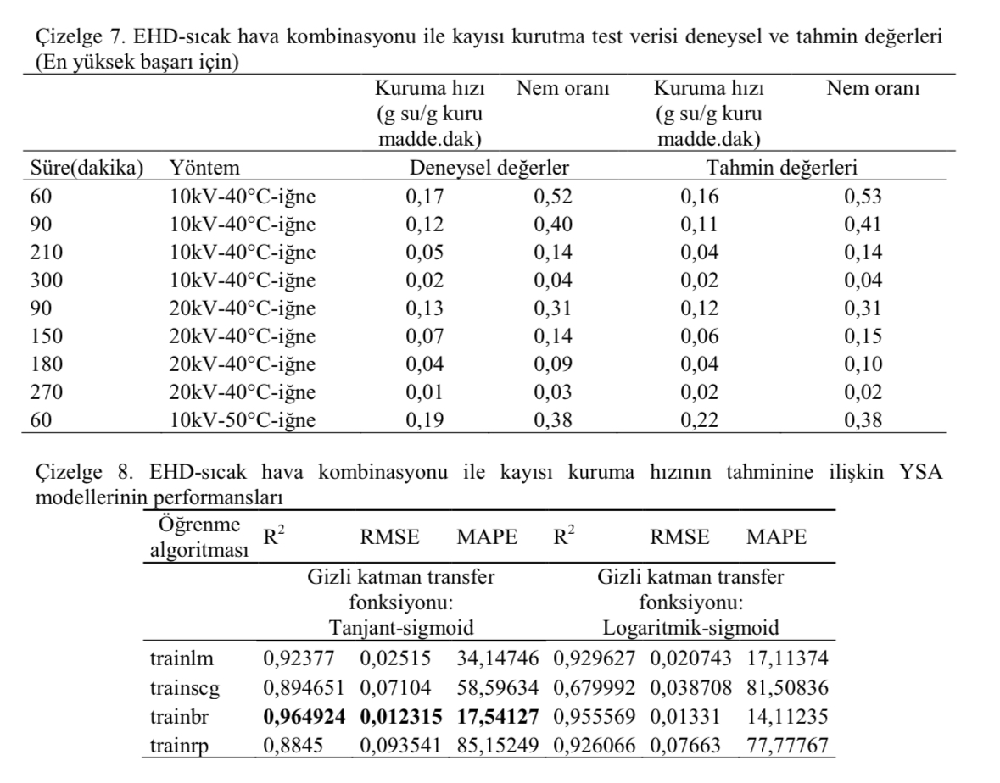 Çizelge 7. EHD-sıcak hava kombinasyonu ile kayısı kurutma test verisi deneysel ve tahmin değerleri
(En yüksek başarı için)
Kuruma hızı Nem oranı Kuruma hızı Nem oranı
(g su/g kuru (g su/g kuru
madde.dak) madde.dak)
Süre(dakika) Yöntem Deneysel değerler Tahmin değerleri
60 10kV-40°C-iğne 0,17 0,52 0,16 0,53
90 10kV-40°C-iğne 0,12 0,40 0,11 0,41
210 10kV-40°C-iğne 0,05 0,14 0,04 0,14
300 10kV-40°C-iğne 0,02 0,04 0,02 0,04
90 20kV-40°C-iğne 0,13 0,31 0,12 0,31
150 20kV-40°C-iğne 0,07 0,14 0,06 0,15
180 20kV-40°C-iğne 0,04 0,09 0,04 0,10
270 20kV-40°C-iğne 0,01 0,03 0,02 0,02
60 10kV-50°C-iğne 0,19 0,38 0,22 0,38
Çizelge 8. EHD-sıcak hava kombinasyonu ile kayısı kuruma hızının tahminine ilişkin YSA
modellerinin performansları
Öğrenme
algoritması R² RMSE MAPE R² RMSE MAPE
Gizli katman transfer Gizli katman transfer
fonksiyonu: fonksiyonu:
Tanjant-sigmoid Logaritmik-sigmoid
trainlm 0,92377 0,02515 34,14746 0,929627 0,020743 17,11374
trainscg 0,894651 0,07104 58,59634 0,679992 0,038708 81,50836
trainbr 0,964924 0,012315 17,54127 0,955569 0,01331 14,11235
trainrp 0,8845 0,093541 85,15249 0,926066 0,07663 77,77767